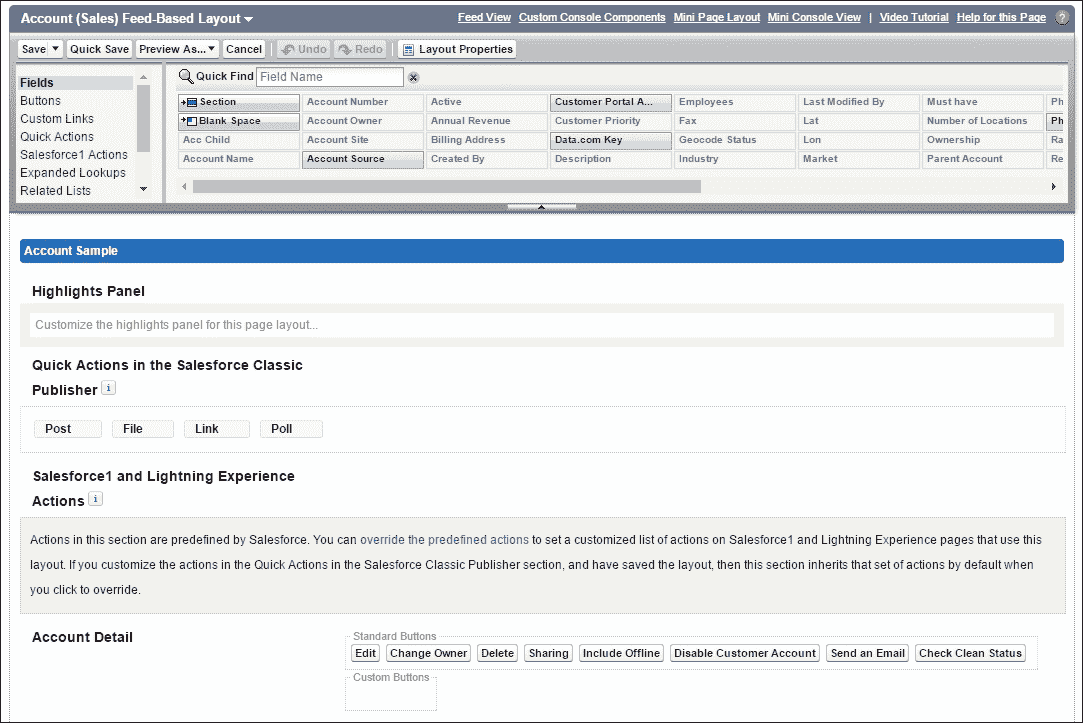 Account (Sales) Feed-Based Layout Feed View Custom Console Components Mini Page Layout Mini Console View | Video Tutorial Help for this Page ?
Save Quick Save Preview As... Cancel Undo Redo Layout Properties
Quick Find Field Name
Fields
Buttons
Custom Links
Quick Actions
Salesforce1 Actions
Expanded Lookups
Related Lists
Section Account Number Active Customer Portal A... Employees Last Modified By Must have Ph
Blank Space Account Owner Annual Revenue Customer Priority Fax Lat Number of Locations Ph
Acc Child Account Site Billing Address Data.com Key Geocode Status Lon Ownership Ra
Account Name Account Source Created By Description Industry Market Parent Account Re
Account Sample
Highlights Panel
Customize the highlights panel for this page layout...
Quick Actions in the Salesforce Classic
Publisher i
Post File Link Poll
Salesforce1 and Lightning Experience
Actions i
Actions in this section are predefined by Salesforce. You can override the predefined actions to set a customized list of actions on Salesforce1 and Lightning Experience pages that use this
layout. If you customize the actions in the Quick Actions in the Salesforce Classic Publisher section, and have saved the layout, then this section inherits that set of actions by default when
you click to override.
Account Detail
Standard Buttons
Edit Change Owner Delete Sharing Include Offline Disable Customer Account Send an Email Check Clean Status
Custom Buttons